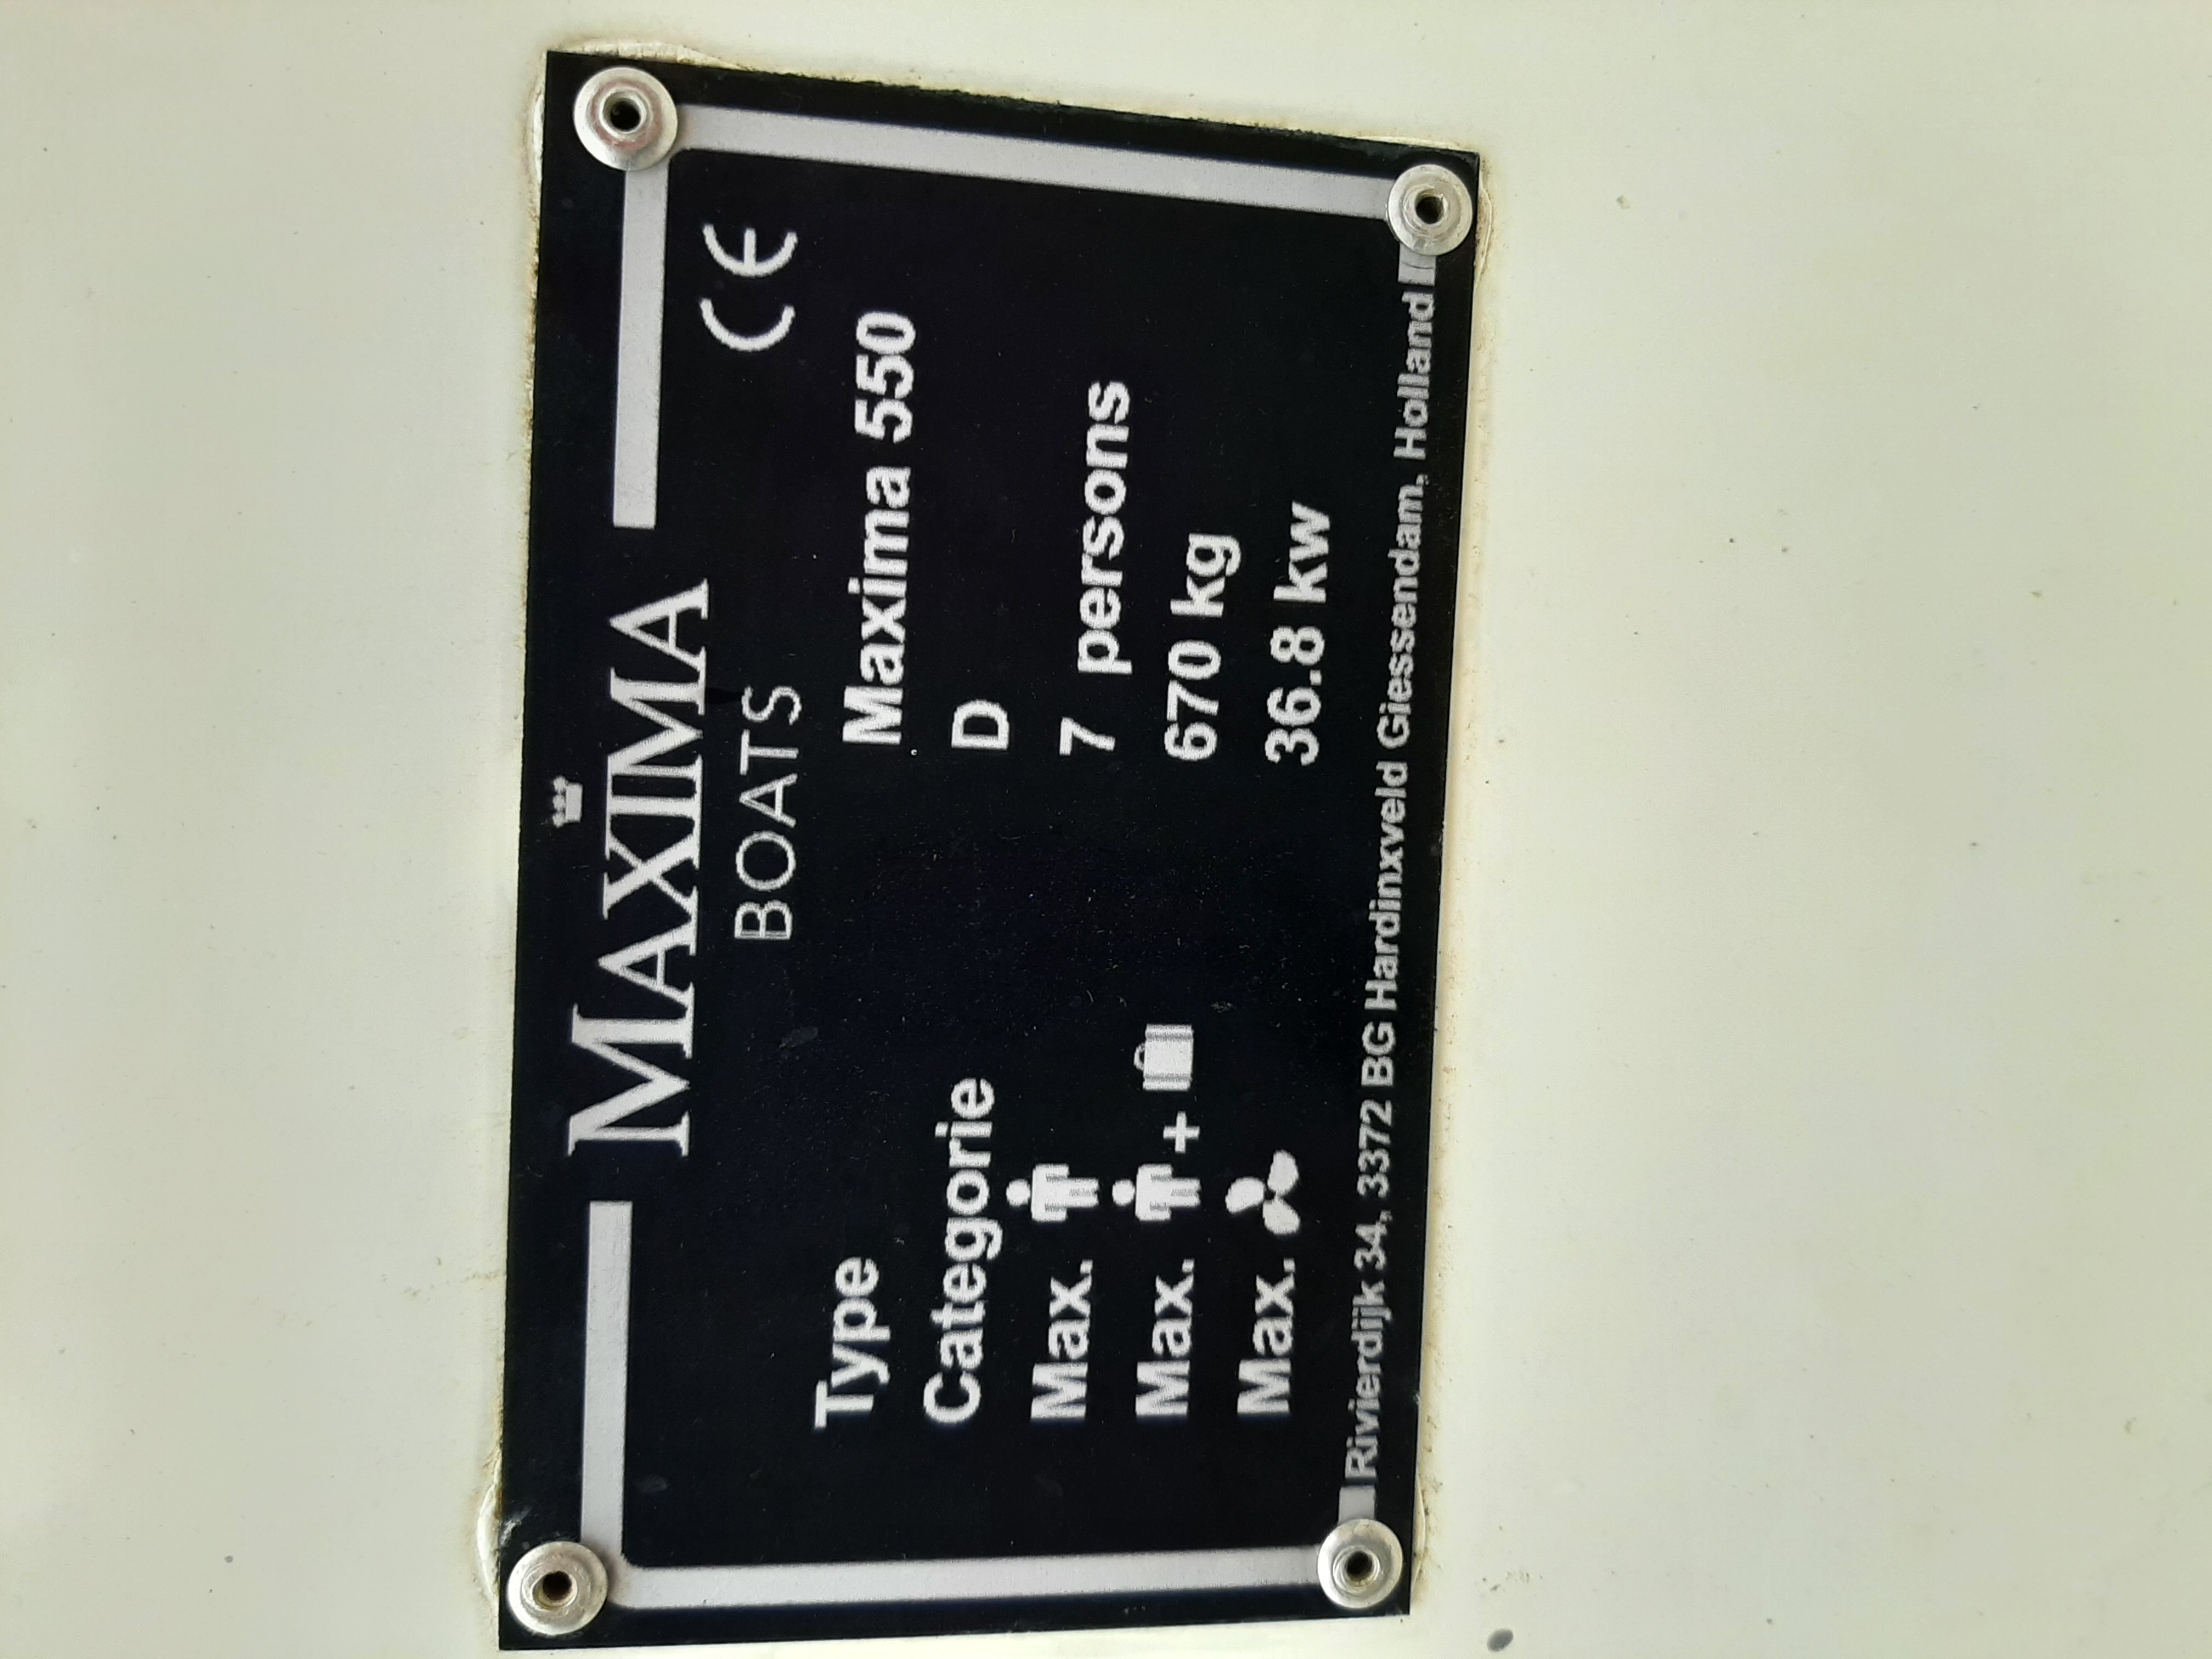 MAXIMA
BOATS
CE
Type Maxima 550
Categorie D
Max. 7 persons
Max. + 670 kg
Max. 36.8 kw
Rivierdijk 34, 3372 BG Hardinxveld Giessendam, Holland